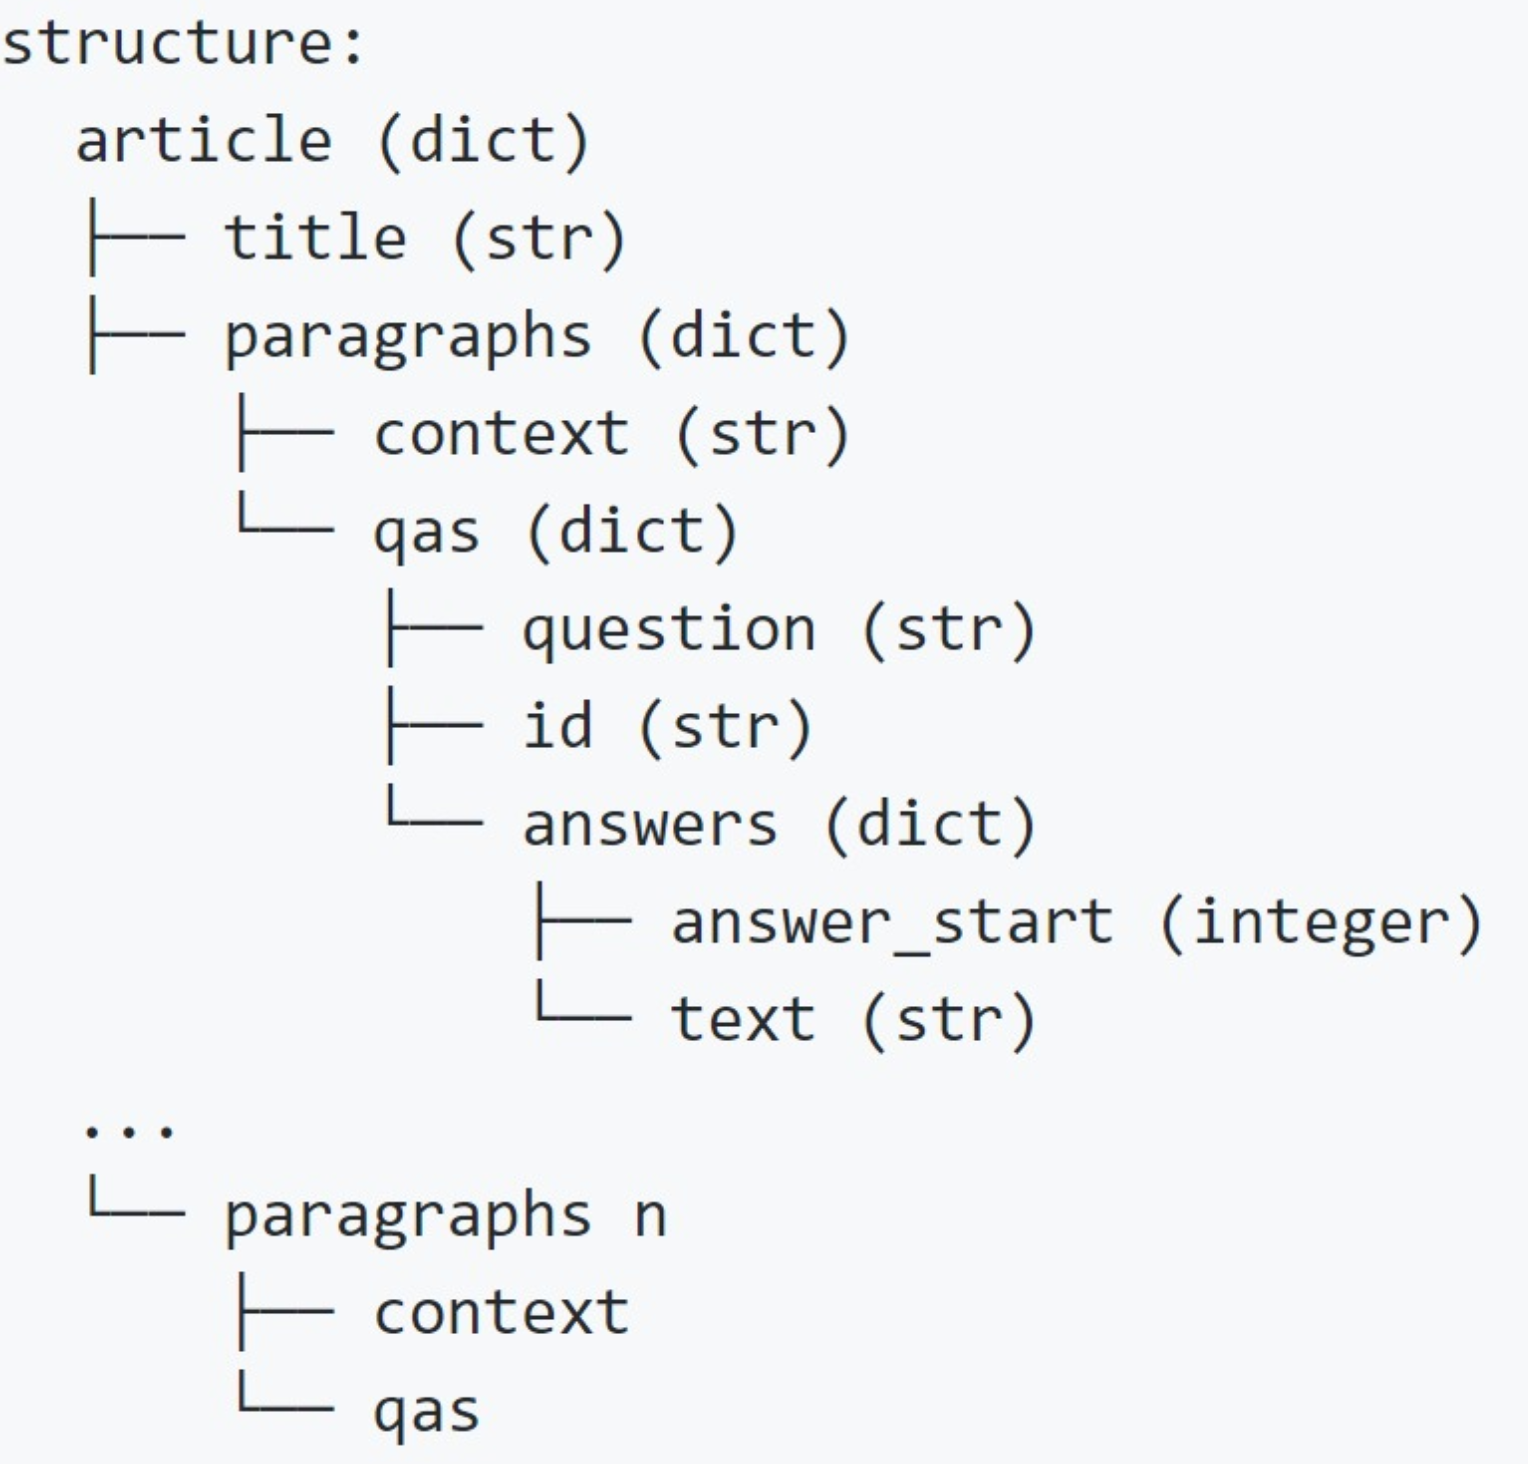 structure:
  article (dict)
  ├── title (str)
  ├── paragraphs (dict)
      ├── context (str)
      └── qas (dict)
          ├── question (str)
          ├── id (str)
          └── answers (dict)
              ├── answer_start (integer)
              └── text (str)
  ...
  └── paragraphs n
      ├── context
      └── qas